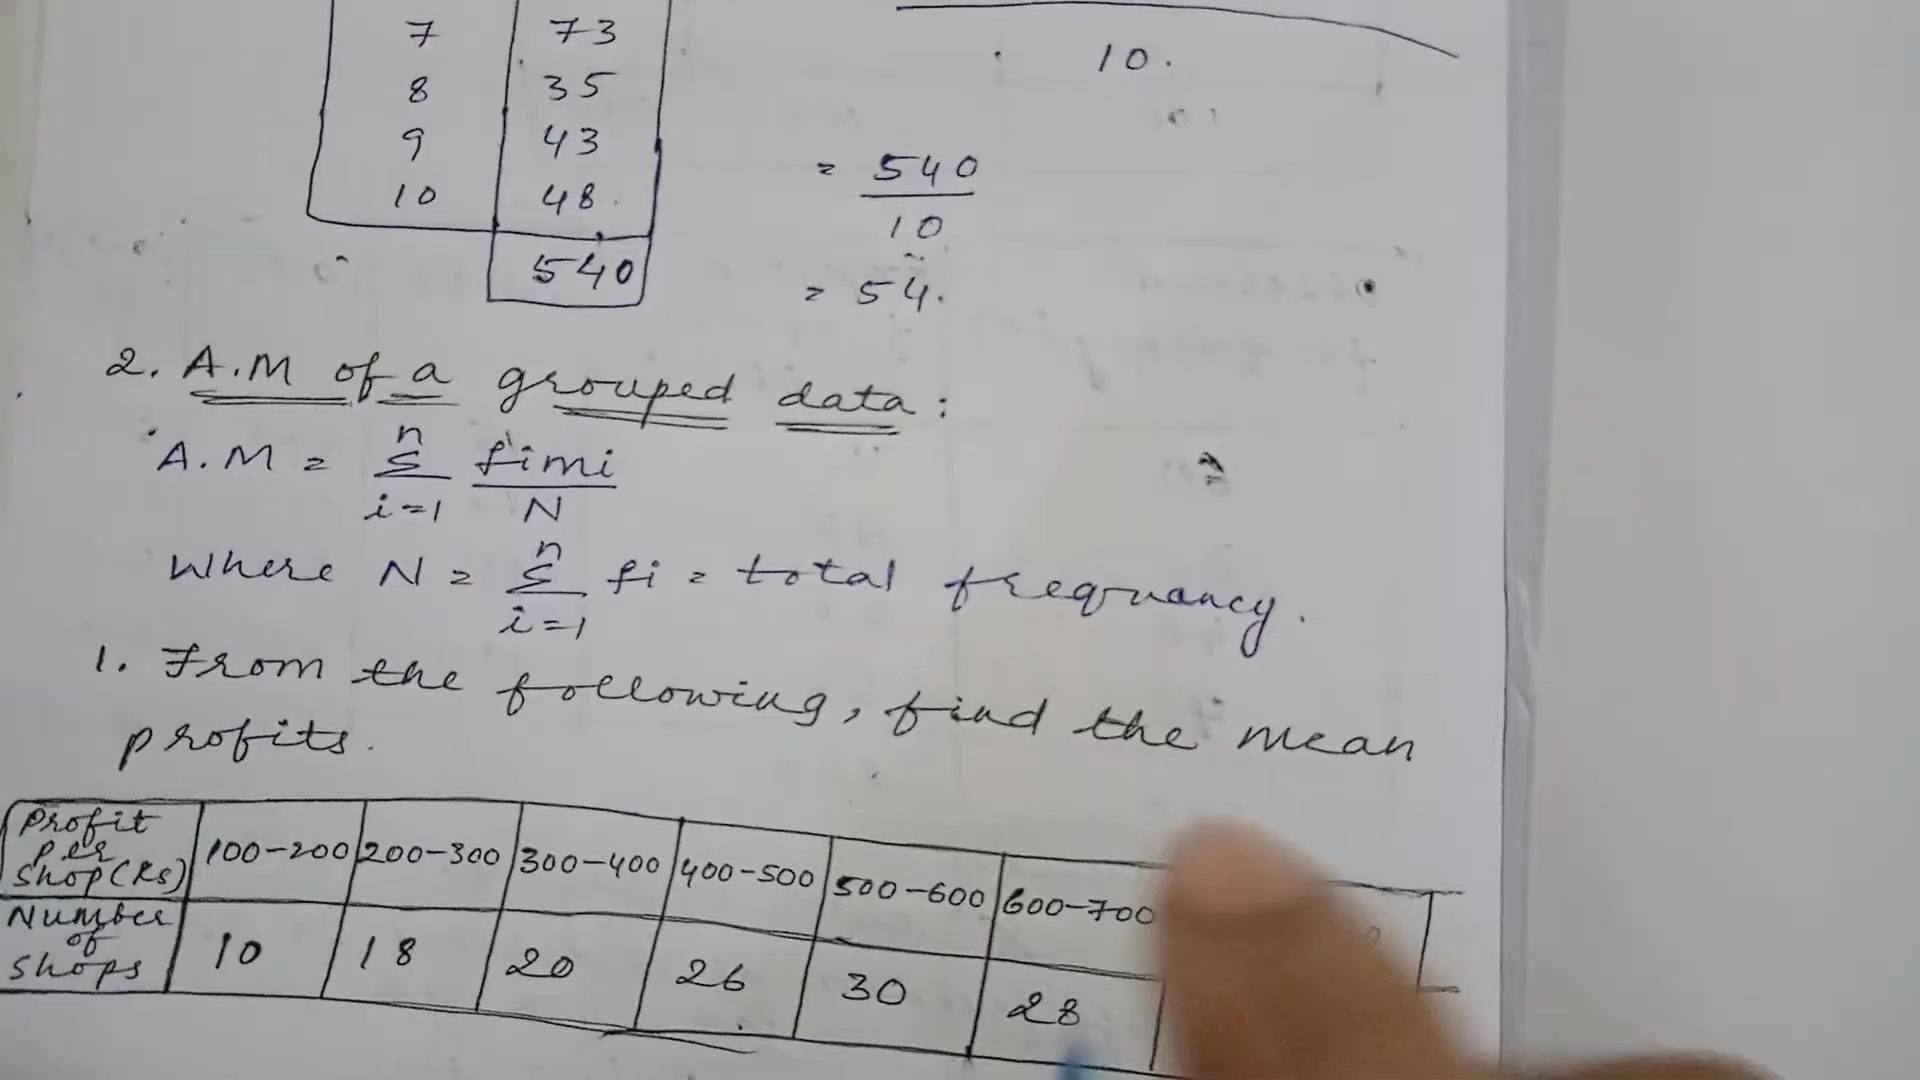 7 73
8 35
9 43
10 48
540
10.
= 540
10
= 54.
2. A.M of a grouped data:
A.M = n Σ i=1 fimi / N
Where N = n Σ i=1 fi = total frequancy.
1. From the following, find the mean
profits.
Profit per Shop(Rs) 100-200 200-300 300-400 400-500 500-600 600-700
Number of Shops 10 18 20 26 30 28